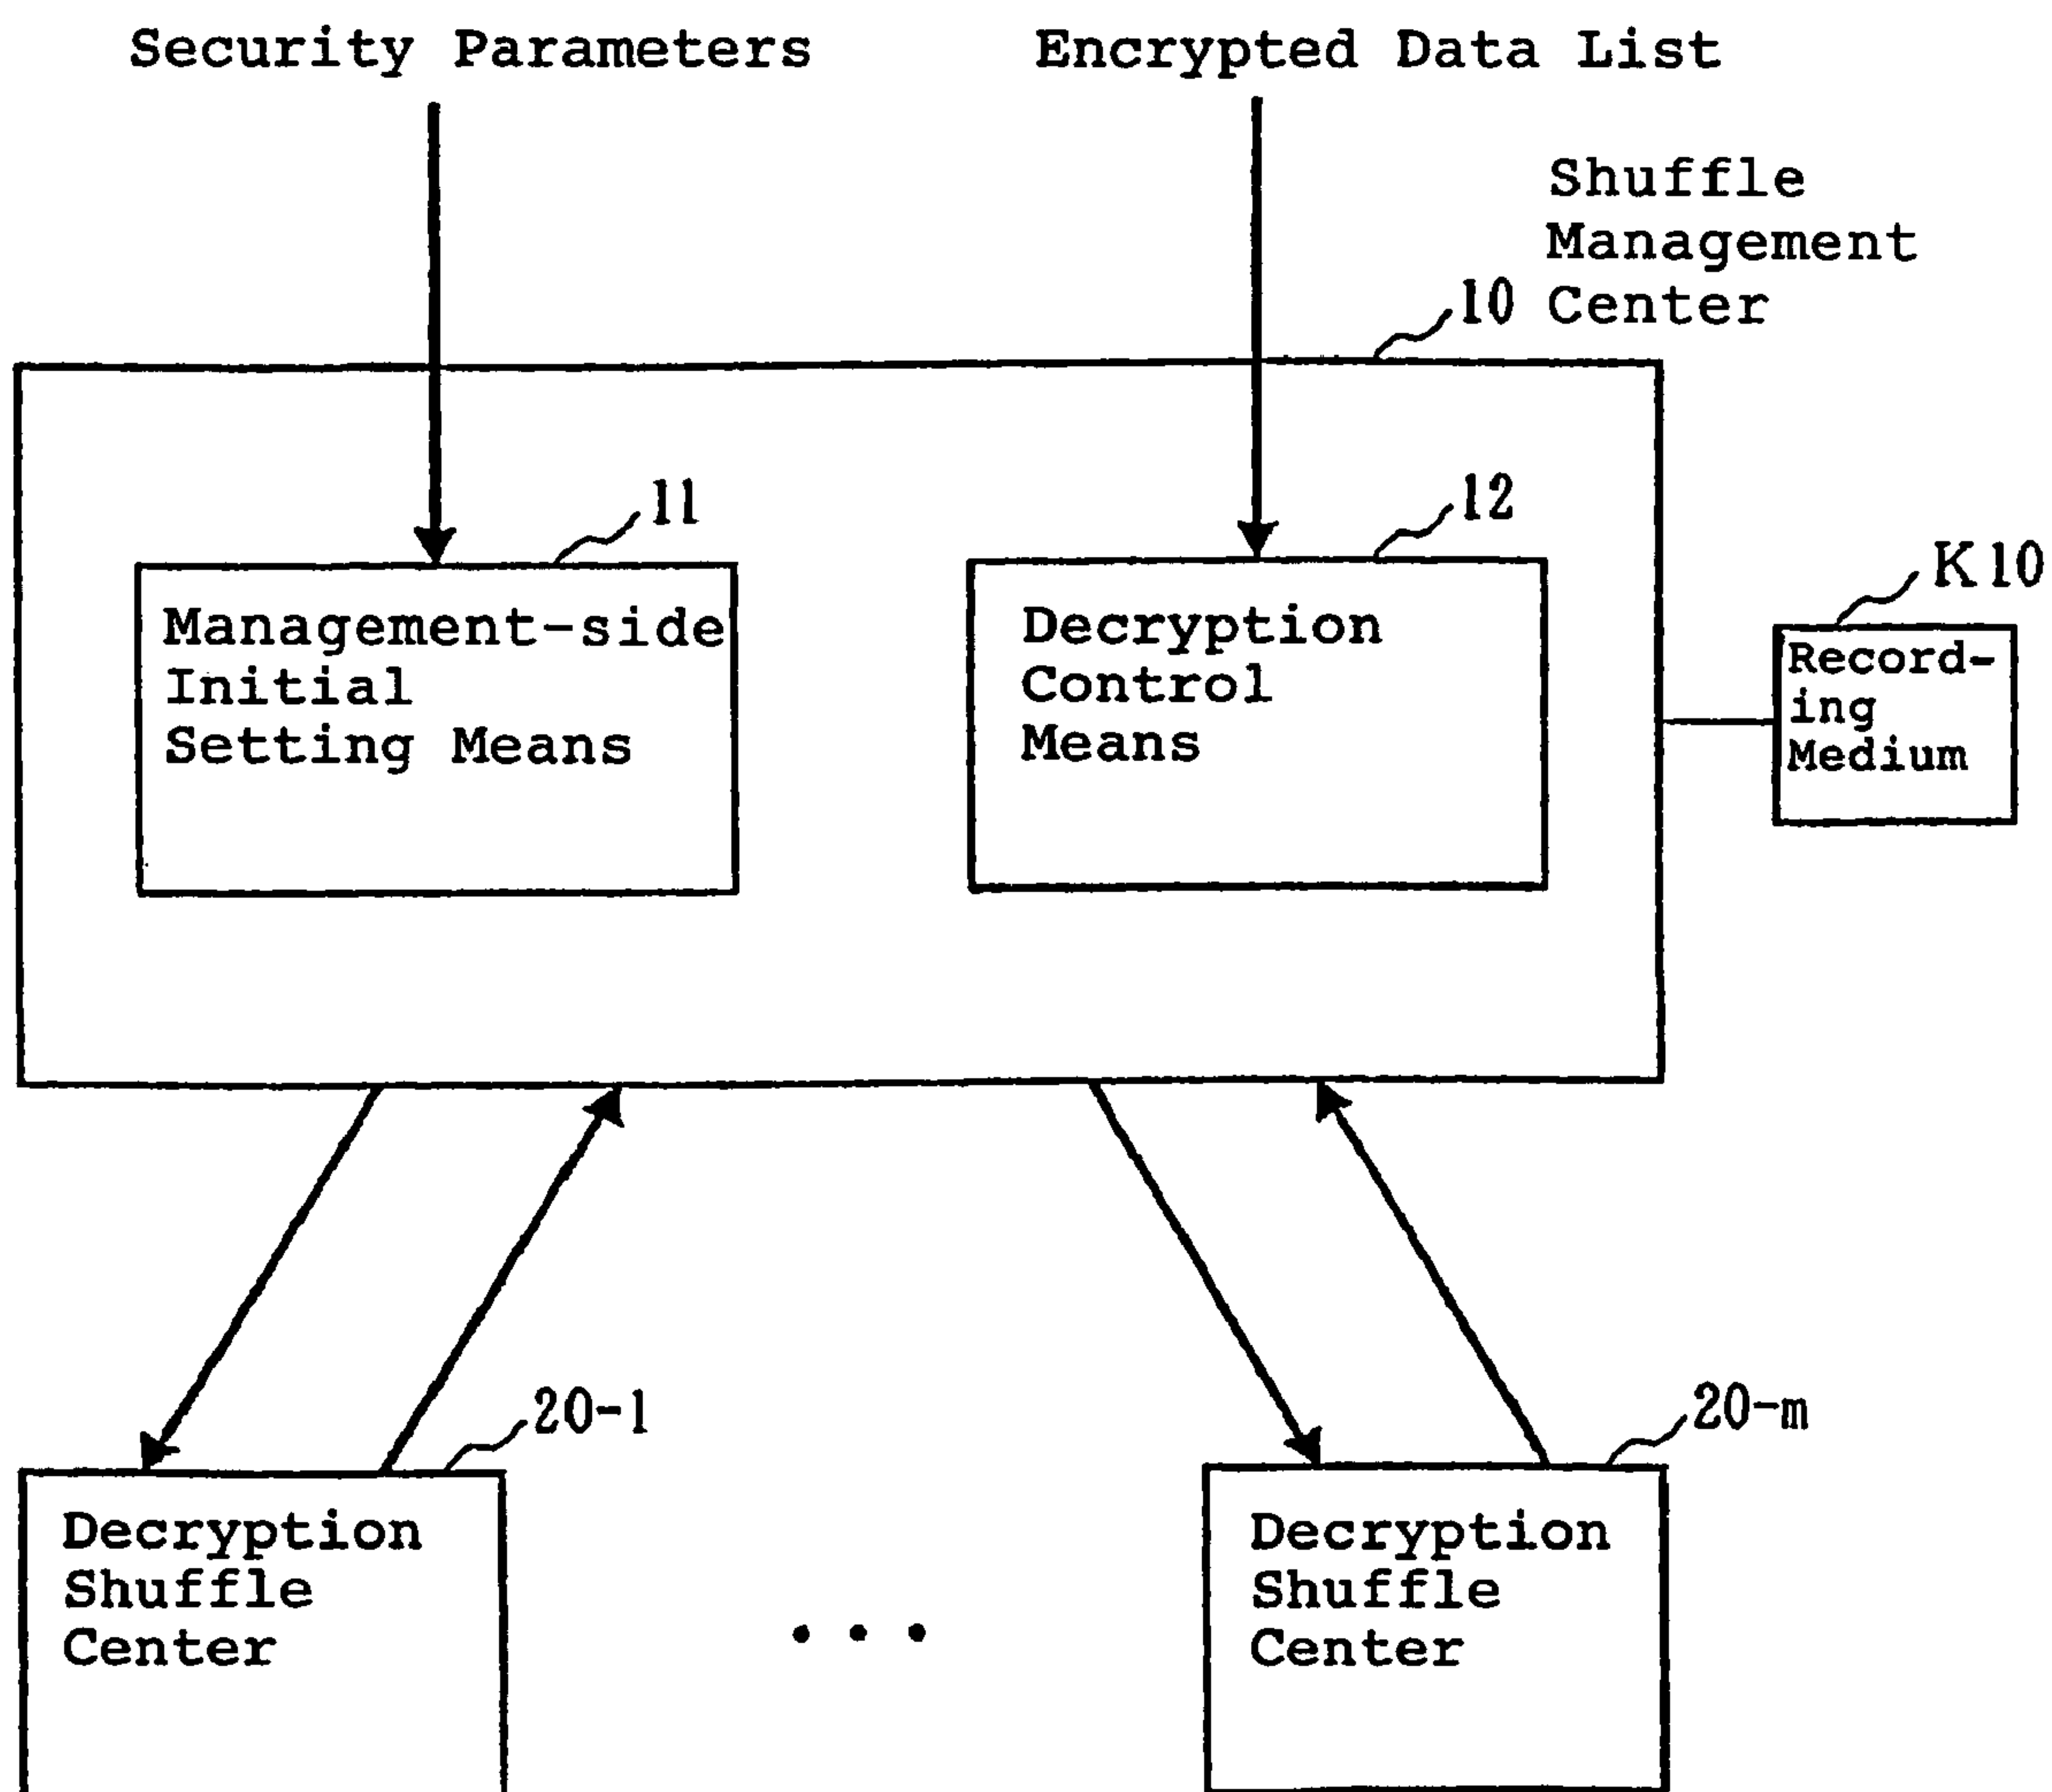 Security Parameters
Encrypted Data List
Shuffle
Management
10 Center
11
12
K10
Management-side
Initial
Setting Means
Decryption
Control
Means
Record-
ing
Medium
20-1
20-m
Decryption
Shuffle
Center
Decryption
Shuffle
Center